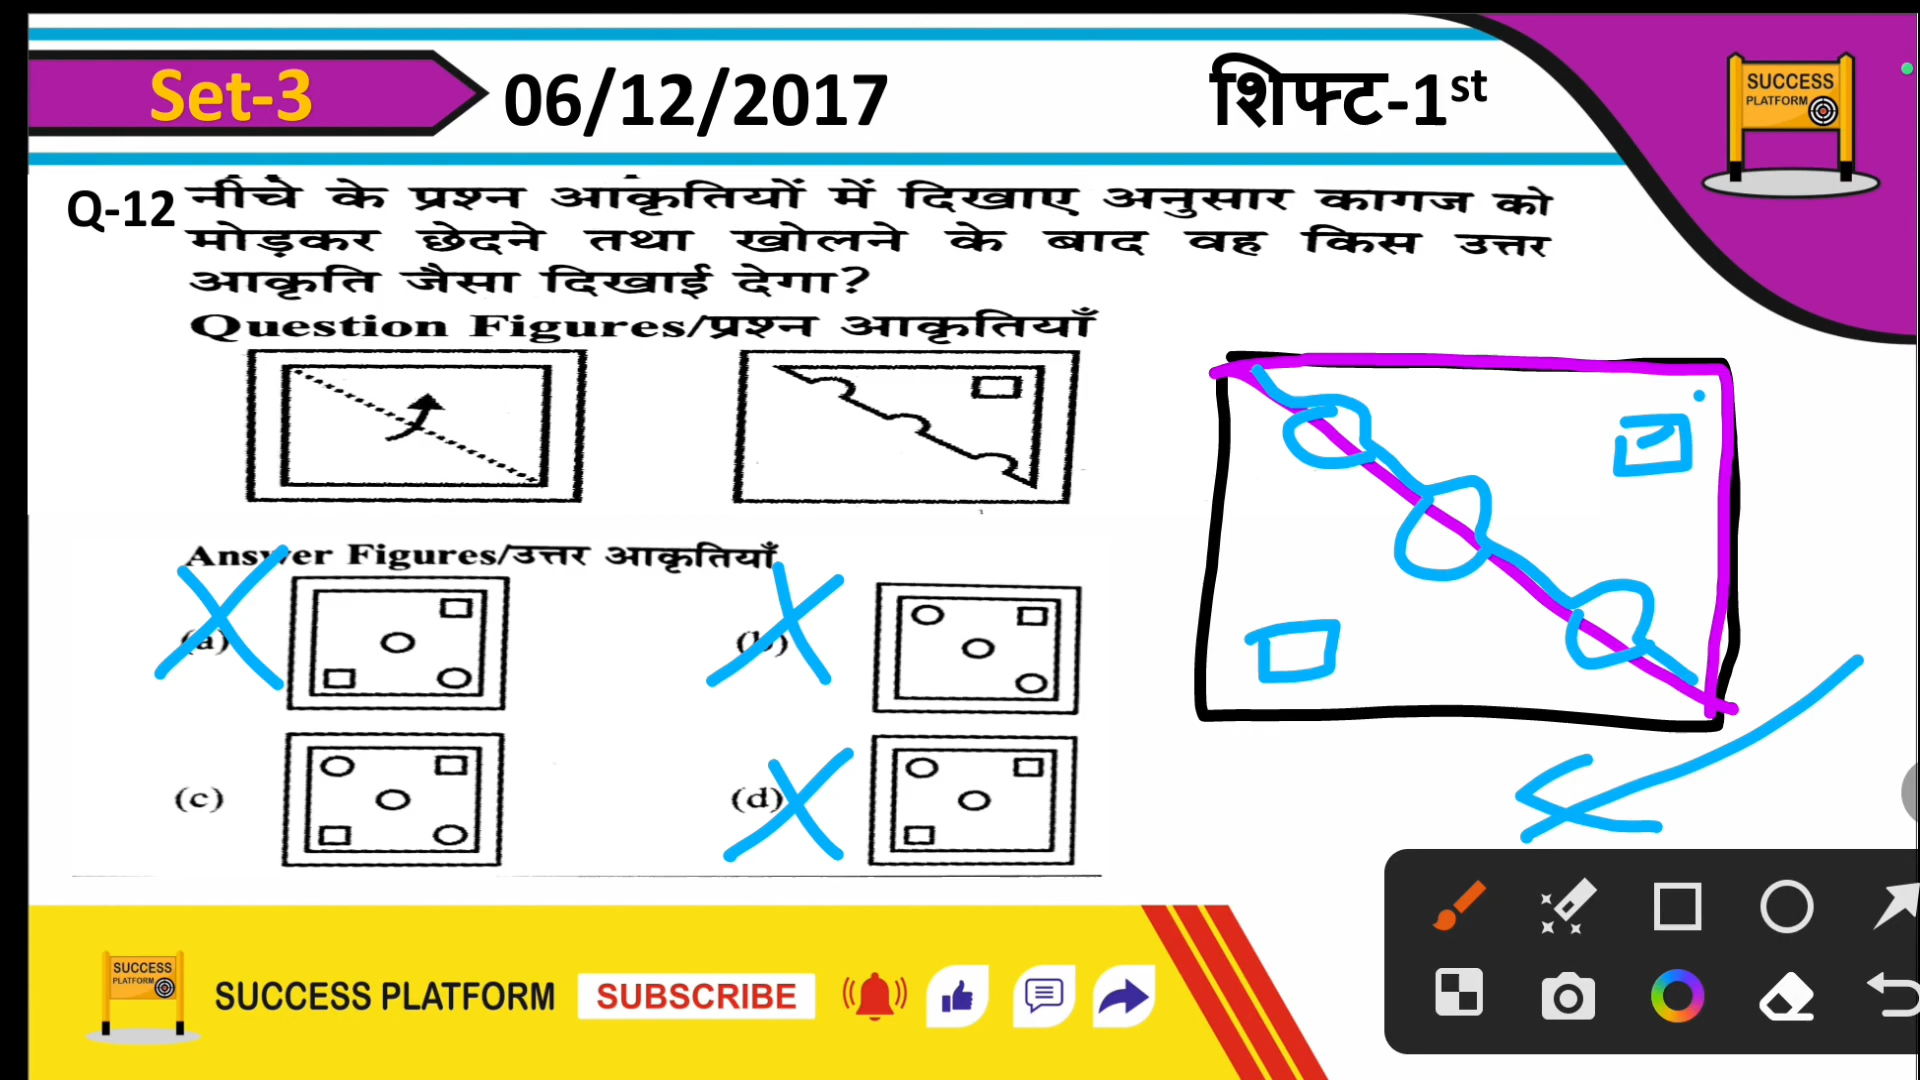 Set-3
06/12/2017
शिफ्ट-1st
SUCCESS
PLATFORM
Q-12 नीचे के प्रश्न आकृतियों में दिखाए अनुसार कागज को
मोड़कर छेदने तथा खोलने के बाद वह किस उत्तर
आकृति जैसा दिखाई देगा?
Question Figures/प्रश्न आकृतियाँ
Answer Figures/उत्तर आकृतियाँ
(a)
(b)
(c)
(d)
SUCCESS
PLATFORM
SUCCESS PLATFORM
SUBSCRIBE